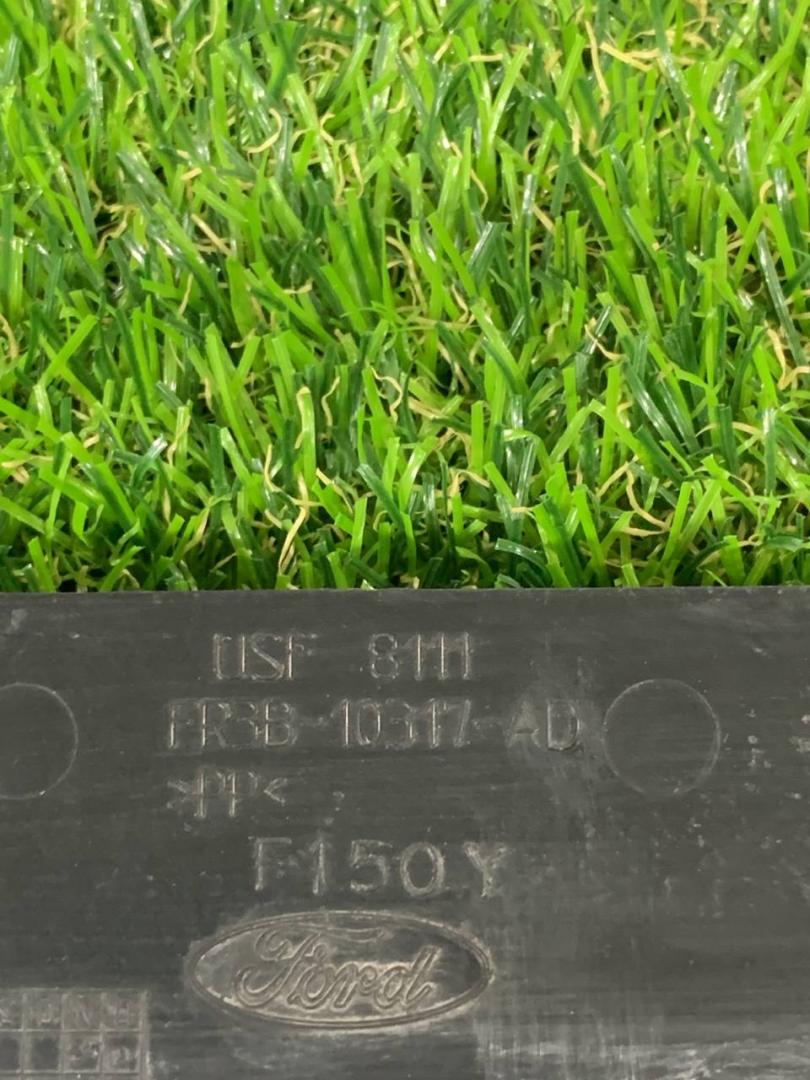 USF 8111
FR3B-10317-AD
>PP<
F150Y
Ford